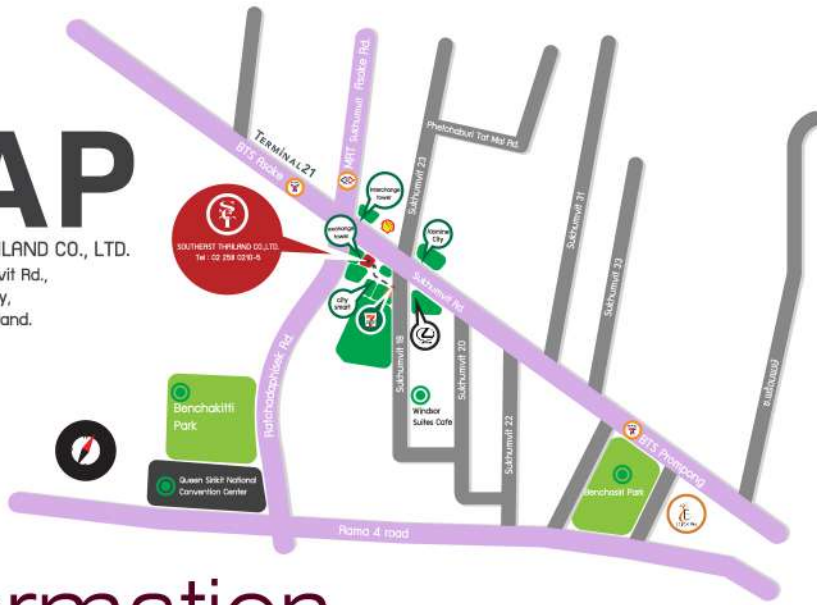 AP
ILAND CO., LTD.
vit Rd.,
y,
and.
TERMINAL21
BTS Asoke
MRT Sukhumvit
Asoke Rd.
Interchange
tower
SOUTHEAST THAILAND CO.,LTD.
Tel : 02 258 0210-5
tower
city
smart
Sukhumvit 23
Phetchaburi Tat Mai Rd.
Sukhumvit Rd.
Sukhumvit 31
Sukhumvit 33
Sukhumvit 18
Sukhumvit 20
Sukhumvit 22
Windsor
Suites Cafe
Ratchadaphisek Rd.
Benchakitti
Park
Queen Sirikit National
Convention Center
BTS Prompong
Benchasiri Park
Rama 4 road
rmation